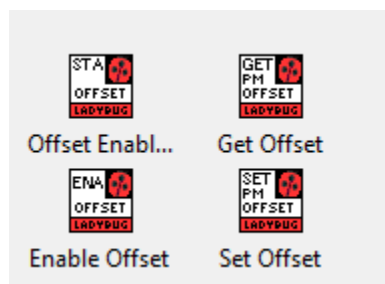 STA
OFFSET
LADYBUG
GET
PM
OFFSET
LADYBUG
Offset Enabl...
Get Offset
ENA
OFFSET
LADYBUG
SET
PM
OFFSET
LADYBUG
Enable Offset
Set Offset